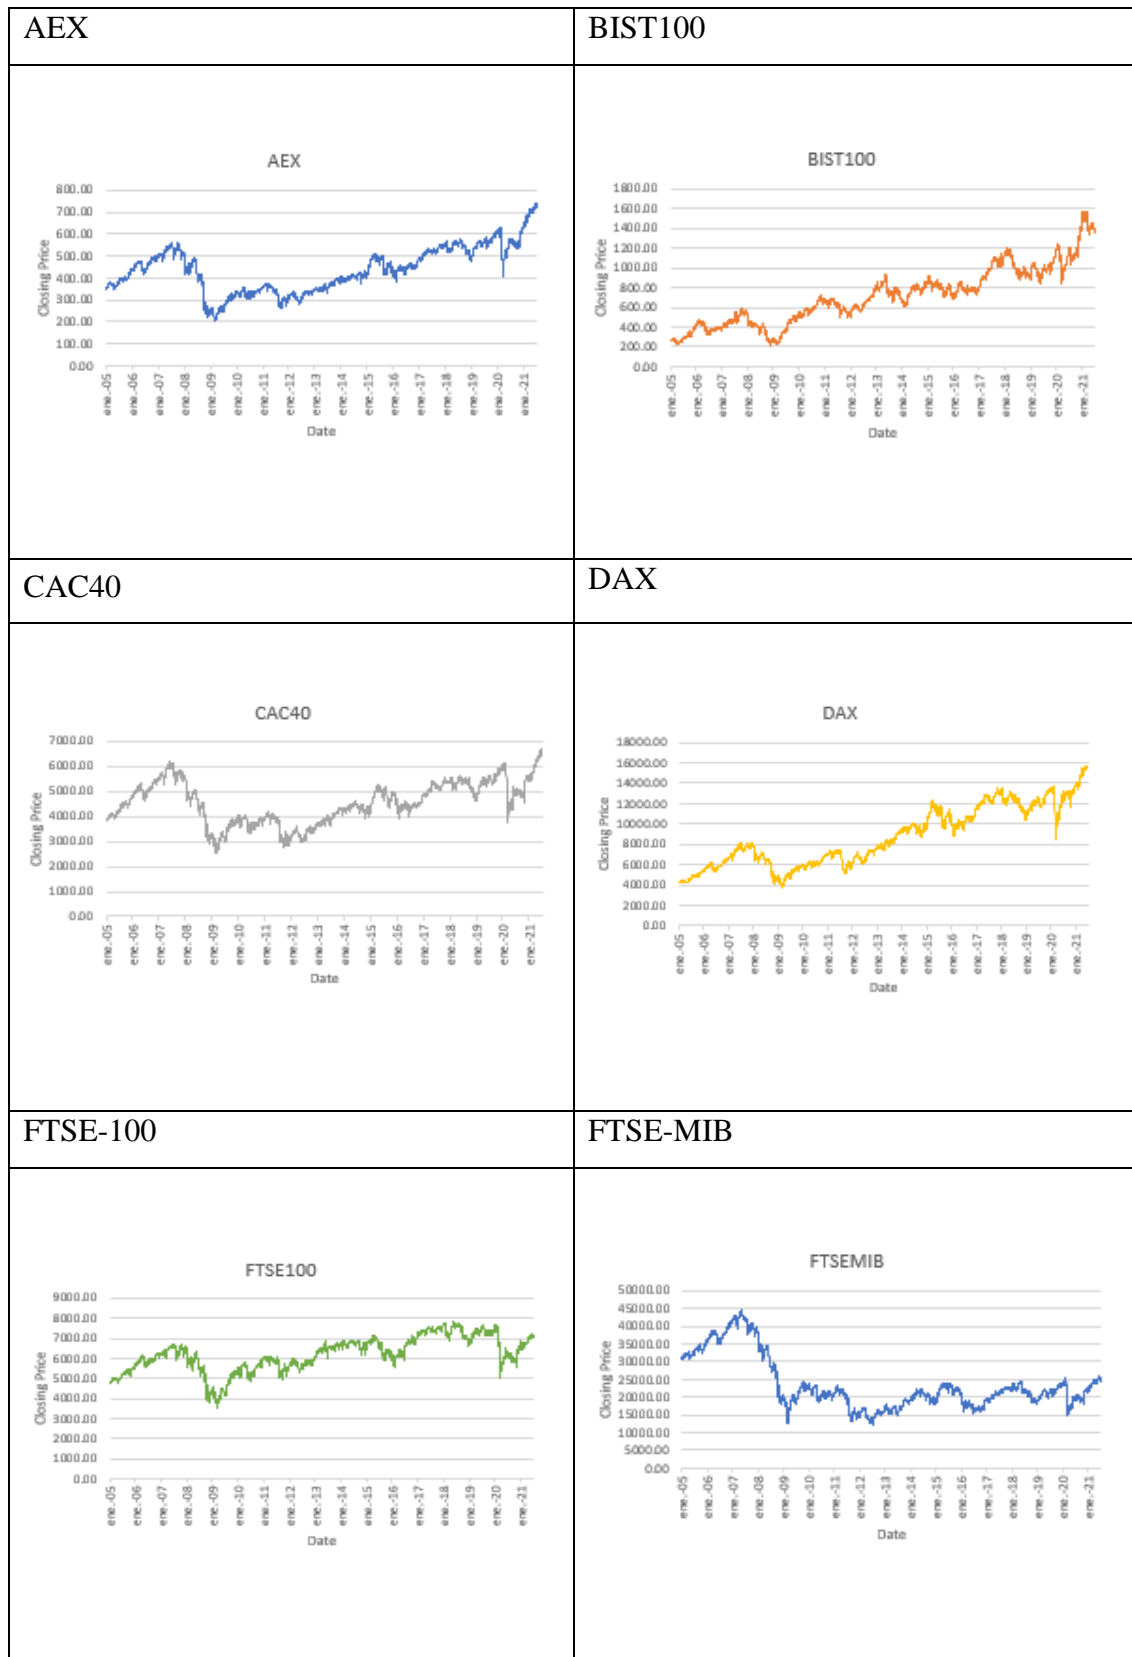 AEX
BIST100
AEX
800.00
700.00
600.00
500.00
400.00
300.00
200.00
100.00
0.00
Closing Price
ene.-05
ene.-06
ene.-07
ene.-08
ene.-09
ene.-10
ene.-11
ene.-12
ene.-13
ene.-14
ene.-15
ene.-16
ene.-17
ene.-18
ene.-19
ene.-20
ene.-21
Date
BIST100
1800.00
1600.00
1400.00
1200.00
1000.00
800.00
600.00
400.00
200.00
0.00
Closing Price
ene.-05
ene.-06
ene.-07
ene.-08
ene.-09
ene.-10
ene.-11
ene.-12
ene.-13
ene.-14
ene.-15
ene.-16
ene.-17
ene.-18
ene.-19
ene.-20
ene.-21
Date
CAC40
DAX
CAC40
7000.00
6000.00
5000.00
4000.00
3000.00
2000.00
1000.00
0.00
Closing Price
ene.-05
ene.-06
ene.-07
ene.-08
ene.-09
ene.-10
ene.-11
ene.-12
ene.-13
ene.-14
ene.-15
ene.-16
ene.-17
ene.-18
ene.-19
ene.-20
ene.-21
Date
DAX
18000.00
16000.00
14000.00
12000.00
10000.00
8000.00
6000.00
4000.00
2000.00
0.00
Closing Price
ene.-05
ene.-06
ene.-07
ene.-08
ene.-09
ene.-10
ene.-11
ene.-12
ene.-13
ene.-14
ene.-15
ene.-16
ene.-17
ene.-18
ene.-19
ene.-20
ene.-21
Date
FTSE-100
FTSE-MIB
FTSE100
9000.00
8000.00
7000.00
6000.00
5000.00
4000.00
3000.00
2000.00
1000.00
0.00
Closing Price
ene.-05
ene.-06
ene.-07
ene.-08
ene.-09
ene.-10
ene.-11
ene.-12
ene.-13
ene.-14
ene.-15
ene.-16
ene.-17
ene.-18
ene.-19
ene.-20
ene.-21
Date
FTSEMIB
50000.00
45000.00
40000.00
35000.00
30000.00
25000.00
20000.00
15000.00
10000.00
5000.00
0.00
Closing Price
ene.-05
ene.-06
ene.-07
ene.-08
ene.-09
ene.-10
ene.-11
ene.-12
ene.-13
ene.-14
ene.-15
ene.-16
ene.-17
ene.-18
ene.-19
ene.-20
ene.-21
Date